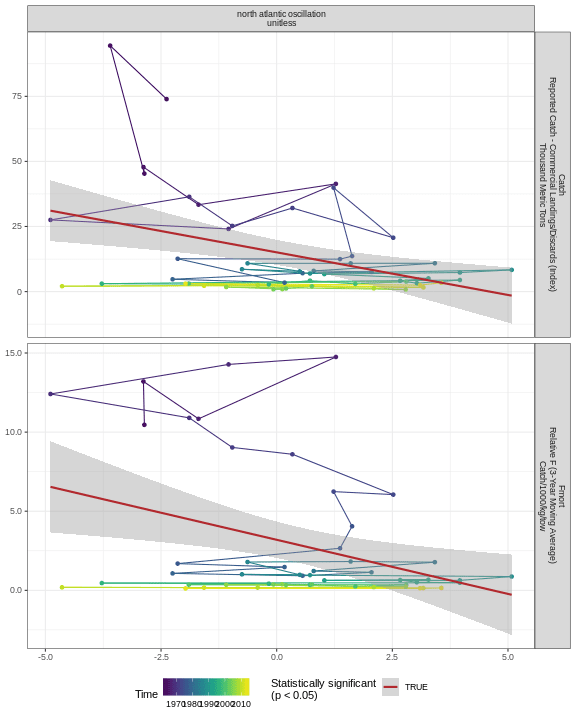 north atlantic oscillation
unitless
75
50
25
0
Catch
Reported Catch - Commercial Landings/Discards (Index)
Thousand Metric Tons
15.0
10.0
5.0
0.0
Fmort
Relative F (3-Year Moving Average)
Catch/1000/kg/tow
-5.0
-2.5
0.0
2.5
5.0
Time
1970 1980 1990 2000 2010
Statistically significant
(p < 0.05)
TRUE